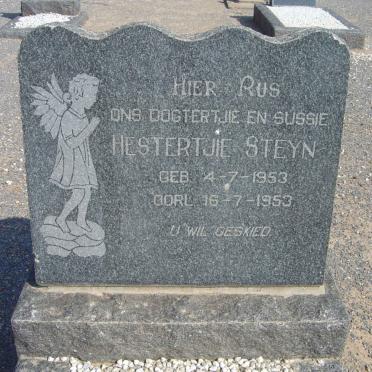 HIER RUS
ONS DOGTERTJIE EN SUSSIE
HESTERTJIE STEYN
GEB. 4-7-1953
OORL. 16-7-1953
U WIL GESKIED